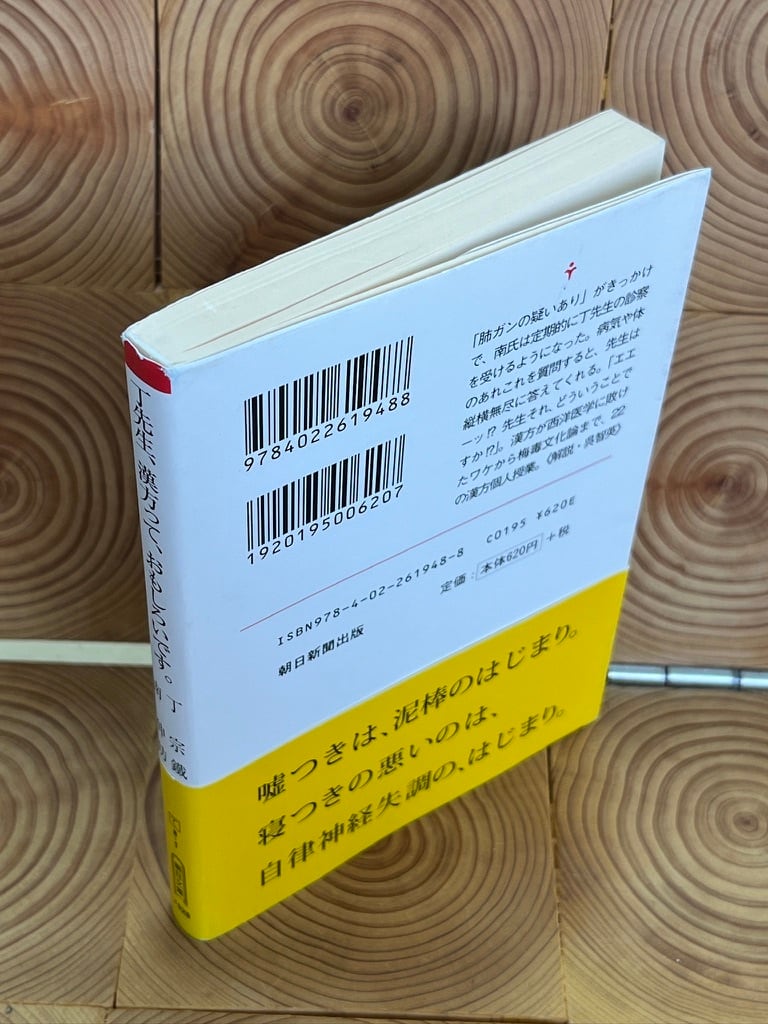 丁先生、漢方って、おもしろいです。
丁 宗鐵
南 伸坊
9784022619488
1920195006207
「肺ガンの疑いあり」がきっかけ
で、南氏は定期的に丁先生の診察
を受けるようになった。病気や体
のあれこれを質問すると、先生は
縦横無尽に答えてくれる。「エエ
ーッ!? 先生それ、どういうことで
すか!?」。漢方が西洋医学に敗け
たワケから梅毒文化論まで、22
の漢方個人授業。《解説・呉智英》
ISBN978-4-02-261948-8 C0195 ¥620E
朝日新聞出版 定価:本体620円+税
嘘つきは、泥棒のはじまり。
寝つきの悪いのは、
自律神経失調の、はじまり。